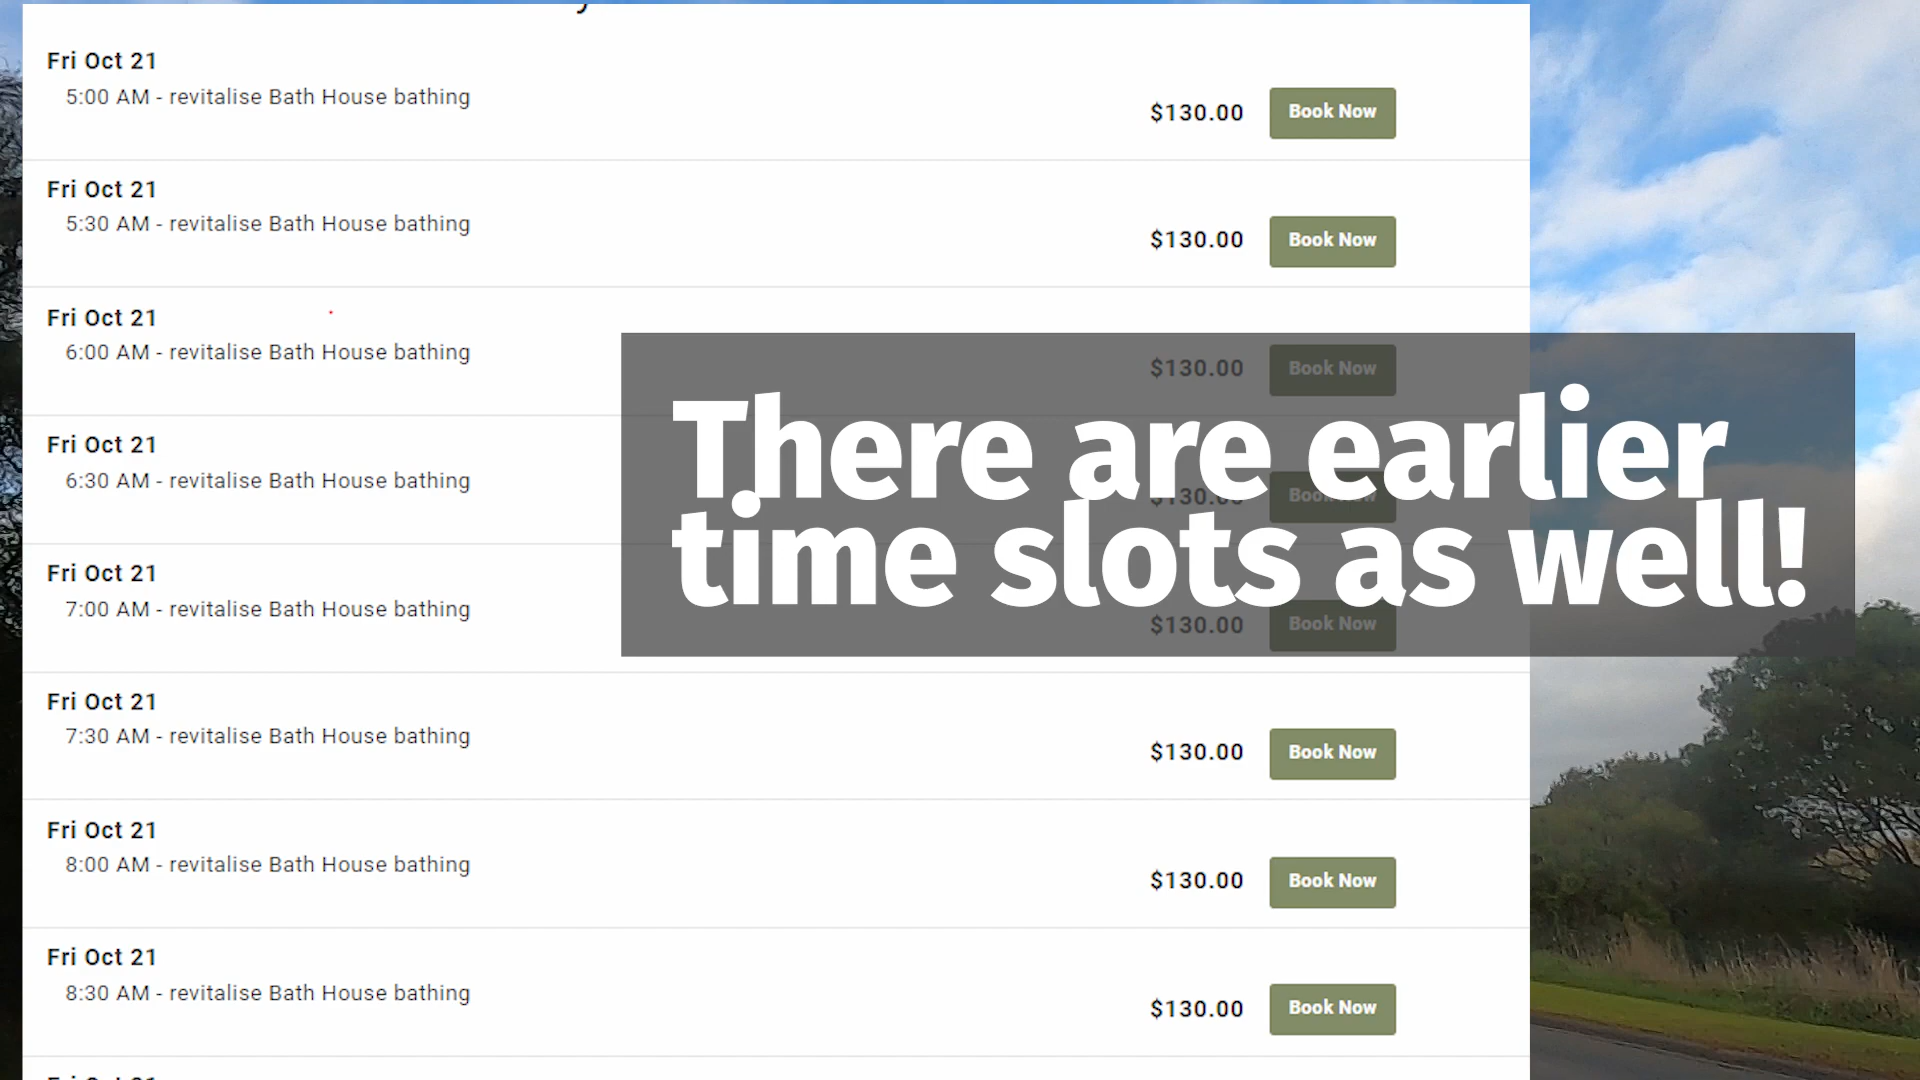 Fri Oct 21
5:00 AM - revitalise Bath House bathing
$130.00 Book Now
Fri Oct 21
5:30 AM - revitalise Bath House bathing
$130.00 Book Now
Fri Oct 21
6:00 AM - revitalise Bath House bathing
$130.00 Book Now
Fri Oct 21
6:30 AM - revitalise Bath House bathing
$130.00 Book Now
There are earlier
time slots as well!
Fri Oct 21
7:00 AM - revitalise Bath House bathing
$130.00 Book Now
Fri Oct 21
7:30 AM - revitalise Bath House bathing
$130.00 Book Now
Fri Oct 21
8:00 AM - revitalise Bath House bathing
$130.00 Book Now
Fri Oct 21
8:30 AM - revitalise Bath House bathing
$130.00 Book Now